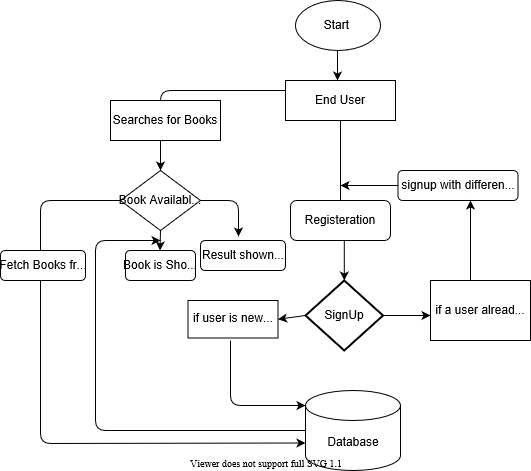 Start
End User
Searches for Books
Book Availabl...
signup with differen...
Registeration
Fetch Books fr...
Book is Sho...
Result shown...
if user is new...
SignUp
if a user alread...
Database
Viewer does not support full SVG 1.1